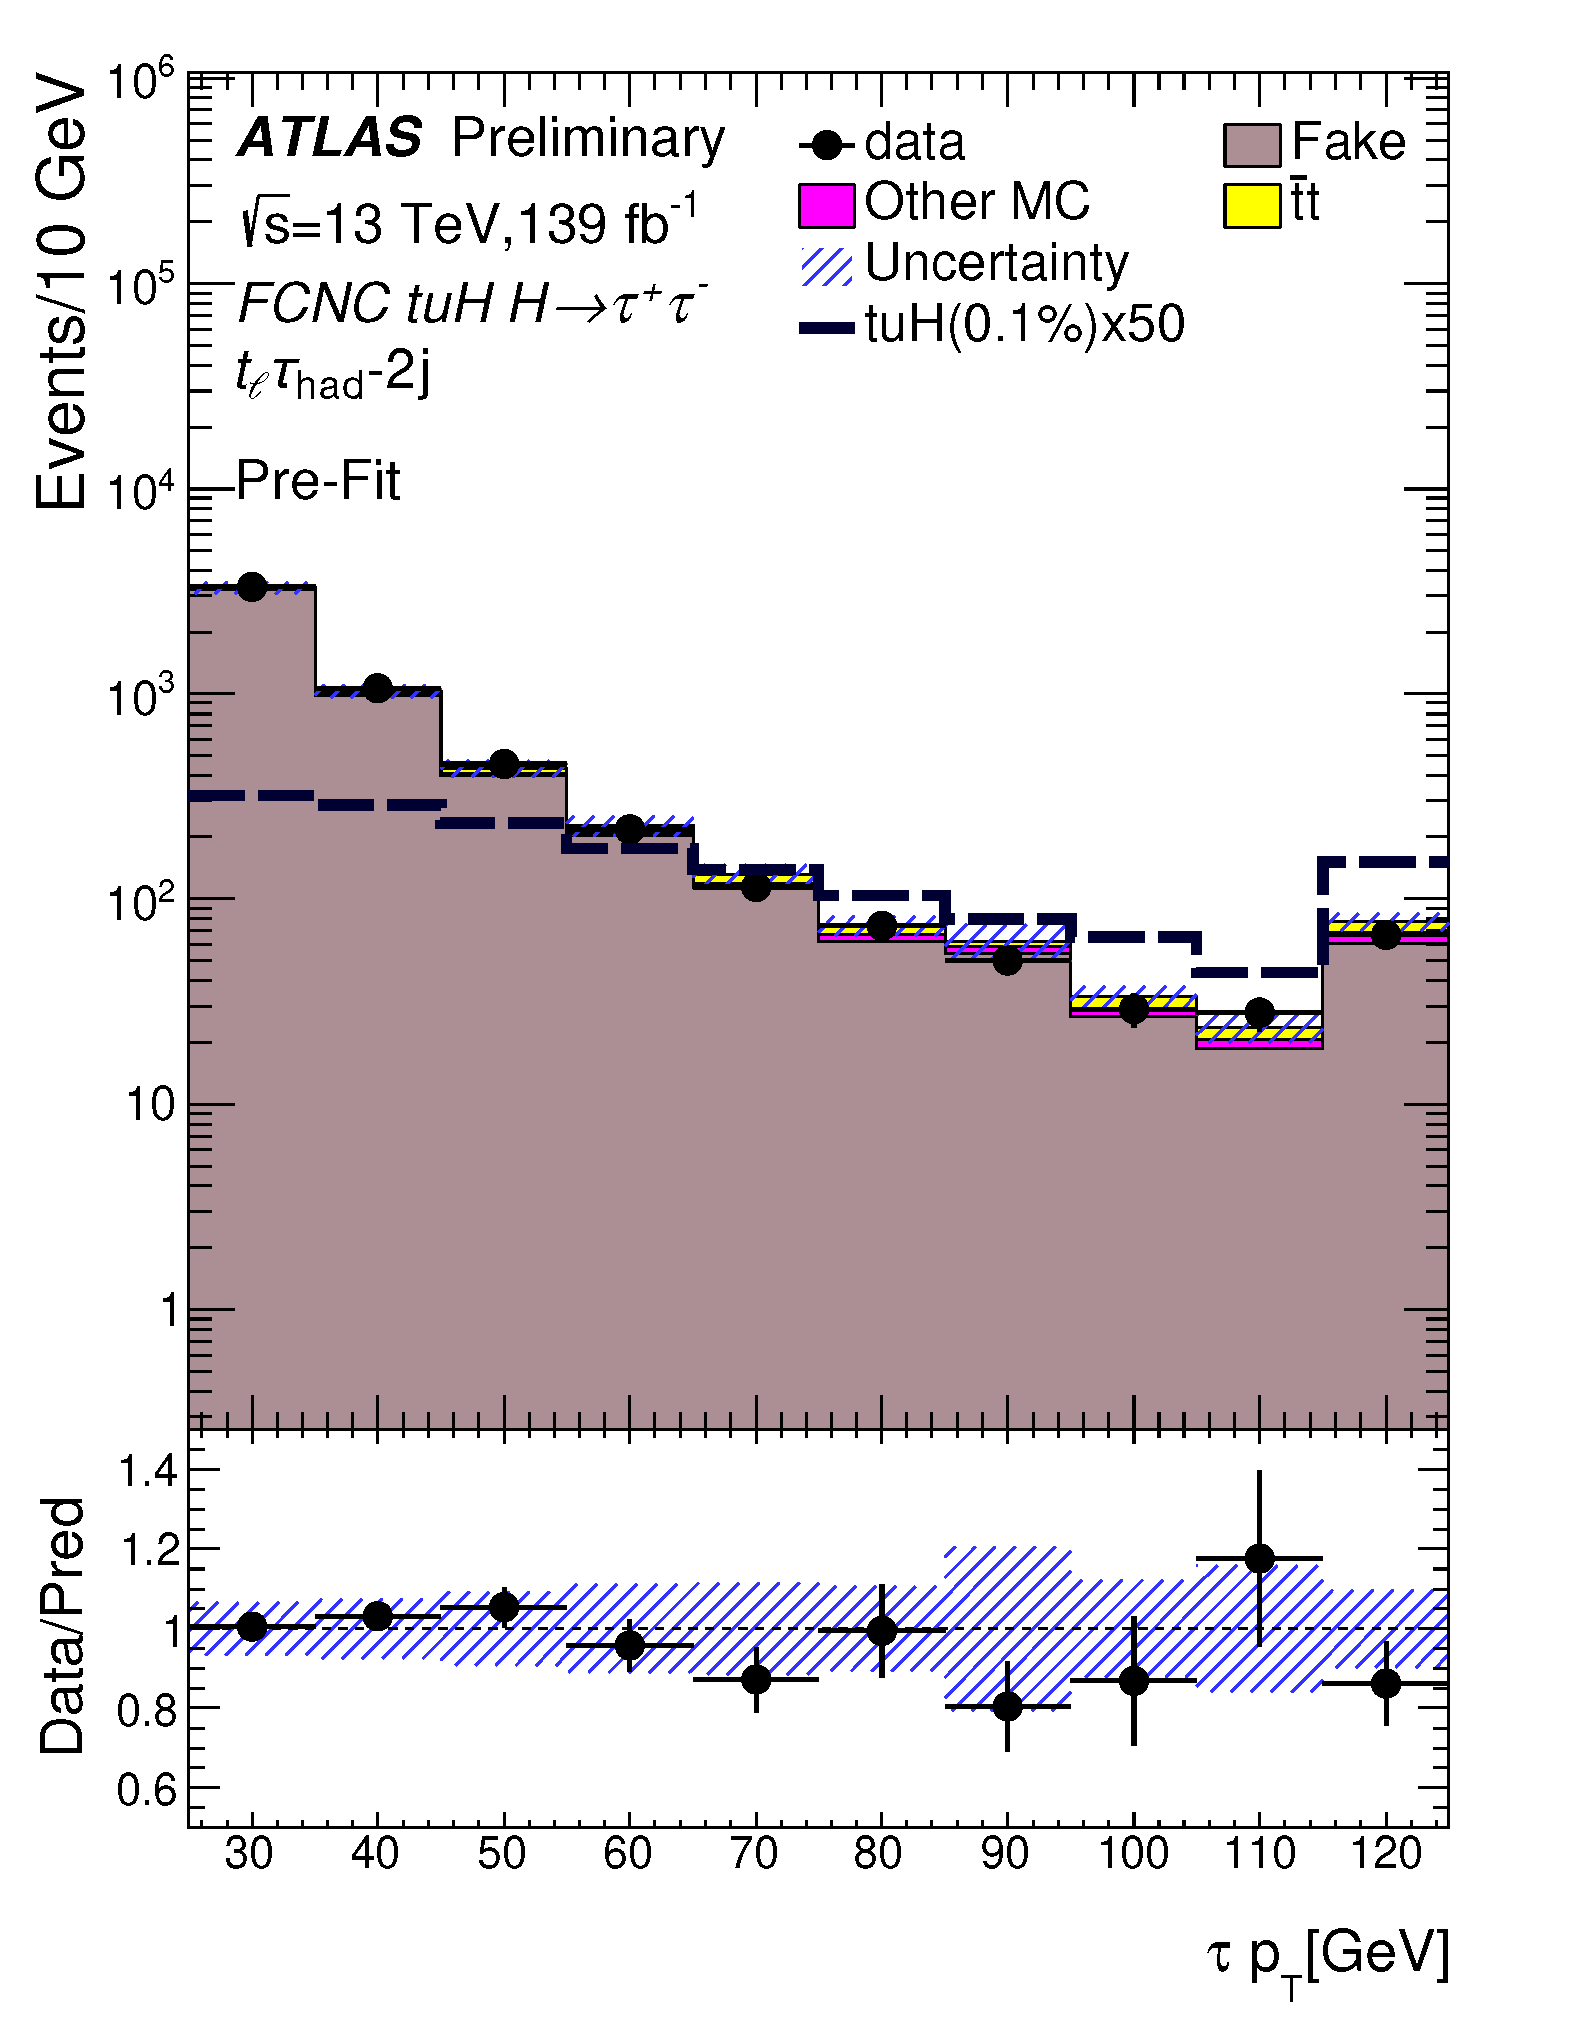 Events/10 GeV
10⁶
10⁵
10⁴
10³
10²
10
1
ATLAS Preliminary
√s=13 TeV,139 fb⁻¹
FCNC tuH H→τ⁺τ⁻
tℓτhad-2j
Pre-Fit
data
Fake
Other MC
t̄t
Uncertainty
tuH(0.1%)x50
Data/Pred
1.4
1.2
1
0.8
0.6
30 40 50 60 70 80 90 100 110 120
τ pT[GeV]